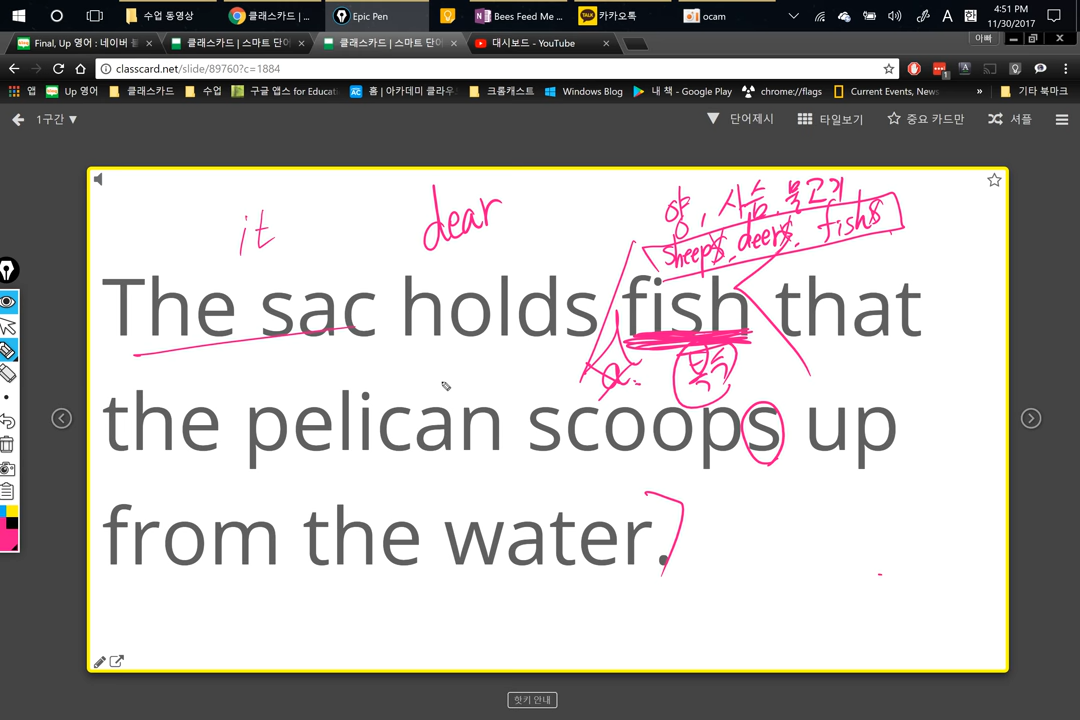 수업 동영상
클래스카드 | ...
Epic Pen
Bees Feed Me ...
카카오톡
ocam
A
한
4:51 PM
11/30/2017
Final, Up 영어 : 네이버 블
클래스카드 | 스마트 단어
클래스카드 | 스마트 단어
대시보드 - YouTube
아빠
classcard.net/slide/89760?c=1884
앱
Up 영어
클래스카드
수업
구글 앱스 for Educati
홈 | 아카데미 클라우
크롬캐스트
Windows Blog
내 책 - Google Play
chrome://flags
Current Events, News
»
기타 북마크
1구간 ▼
단어제시
타일보기
중요 카드만
셔플
양, 사슴, 물고기
it
dear
sheeps, deers, fishs
The sac holds fish that
a
복수
the pelican scoops up
from the water.
핫키 안내